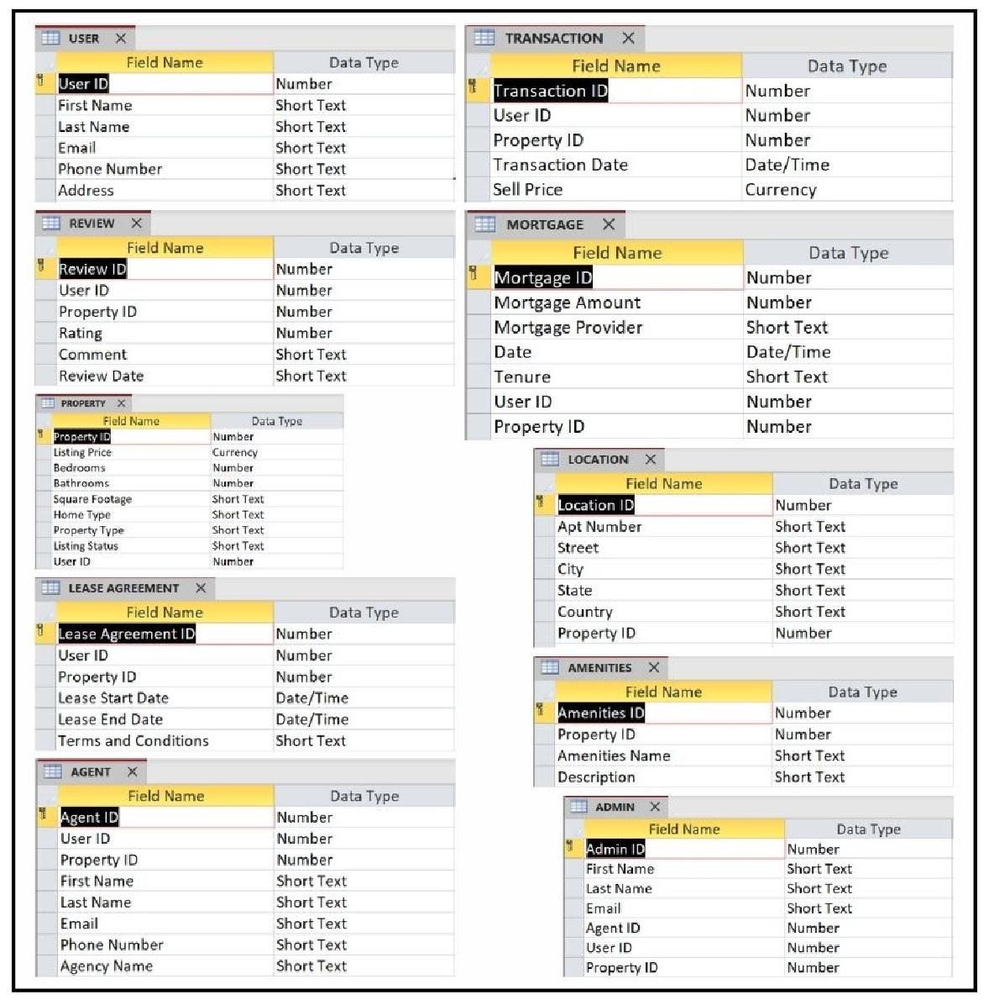 USER
Field Name Data Type
User ID Number
First Name Short Text
Last Name Short Text
Email Short Text
Phone Number Short Text
Address Short Text
TRANSACTION
Field Name Data Type
Transaction ID Number
User ID Number
Property ID Number
Transaction Date Date/Time
Sell Price Currency
REVIEW
Field Name Data Type
Review ID Number
User ID Number
Property ID Number
Rating Number
Comment Short Text
Review Date Short Text
MORTGAGE
Field Name Data Type
Mortgage ID Number
Mortgage Amount Number
Mortgage Provider Short Text
Date Date/Time
Tenure Short Text
User ID Number
Property ID Number
PROPERTY
Field Name Data Type
Property ID Number
Listing Price Currency
Bedrooms Number
Bathrooms Number
Square Footage Short Text
Home Type Short Text
Property Type Short Text
Listing Status Short Text
User ID Number
LOCATION
Field Name Data Type
Location ID Number
Apt Number Short Text
Street Short Text
City Short Text
State Short Text
Country Short Text
Property ID Number
LEASE AGREEMENT
Field Name Data Type
Lease Agreement ID Number
User ID Number
Property ID Number
Lease Start Date Date/Time
Lease End Date Date/Time
Terms and Conditions Short Text
AMENITIES
Field Name Data Type
Amenities ID Number
Property ID Number
Amenities Name Short Text
Description Short Text
AGENT
Field Name Data Type
Agent ID Number
User ID Number
Property ID Number
First Name Short Text
Last Name Short Text
Email Short Text
Phone Number Short Text
Agency Name Short Text
ADMIN
Field Name Data Type
Admin ID Number
First Name Short Text
Last Name Short Text
Email Short Text
Agent ID Number
User ID Number
Property ID Number